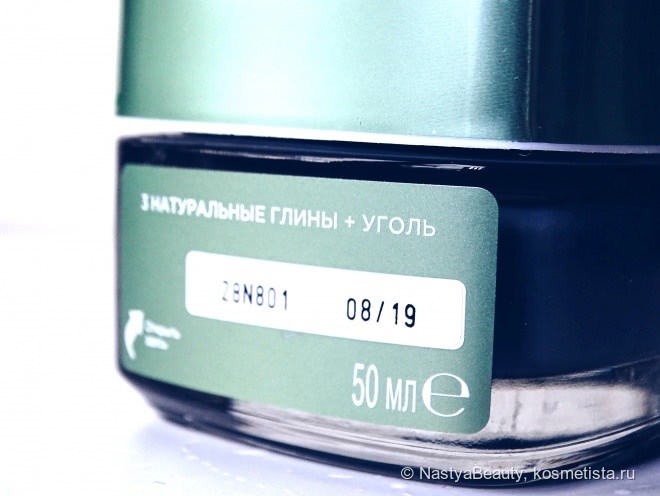 3 НАТУРАЛЬНЫЕ ГЛИНЫ + УГОЛЬ
28N801 08/19
50 мл e
© NastyaBeauty, kosmetista.ru